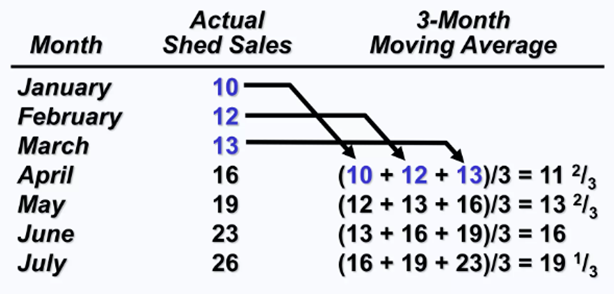 Actual 3-Month
Month Shed Sales Moving Average
January 10
February 12
March 13
April 16 (10 + 12 + 13)/3 = 11 2/3
May 19 (12 + 13 + 16)/3 = 13 2/3
June 23 (13 + 16 + 19)/3 = 16
July 26 (16 + 19 + 23)/3 = 19 1/3